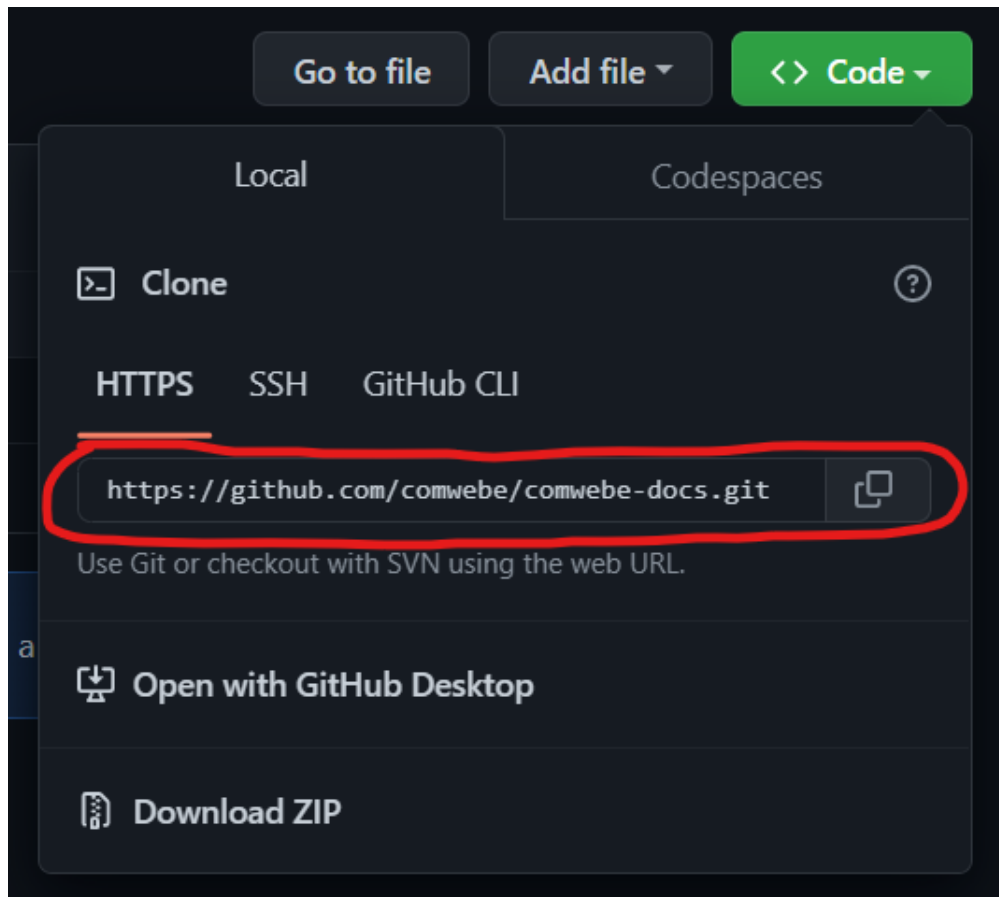 Go to file Add file <> Code
Local Codespaces
Clone
HTTPS SSH GitHub CLI
https://github.com/comwebe/comwebe-docs.git
Use Git or checkout with SVN using the web URL.
a
Open with GitHub Desktop
Download ZIP